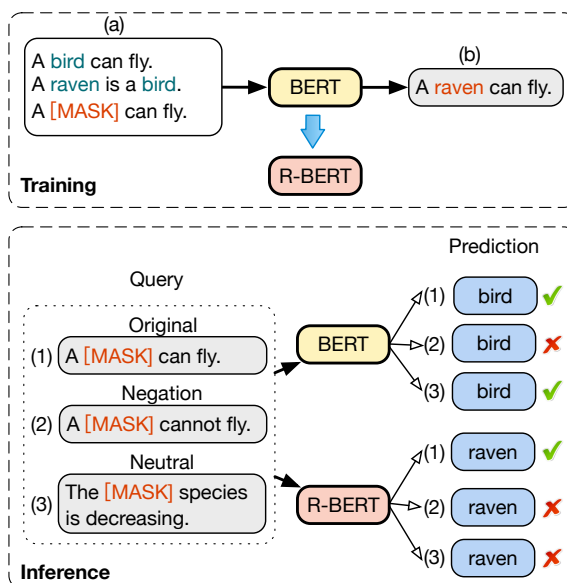 (a)
A bird can fly.
A raven is a bird.
A [MASK] can fly.
BERT
(b)
A raven can fly.
R-BERT
Training
Prediction
Query
Original
(1) A [MASK] can fly.
Negation
(2) A [MASK] cannot fly.
Neutral
(3) The [MASK] species
is decreasing.
BERT
(1) bird
(2) bird
(3) bird
R-BERT
(1) raven
(2) raven
(3) raven
Inference